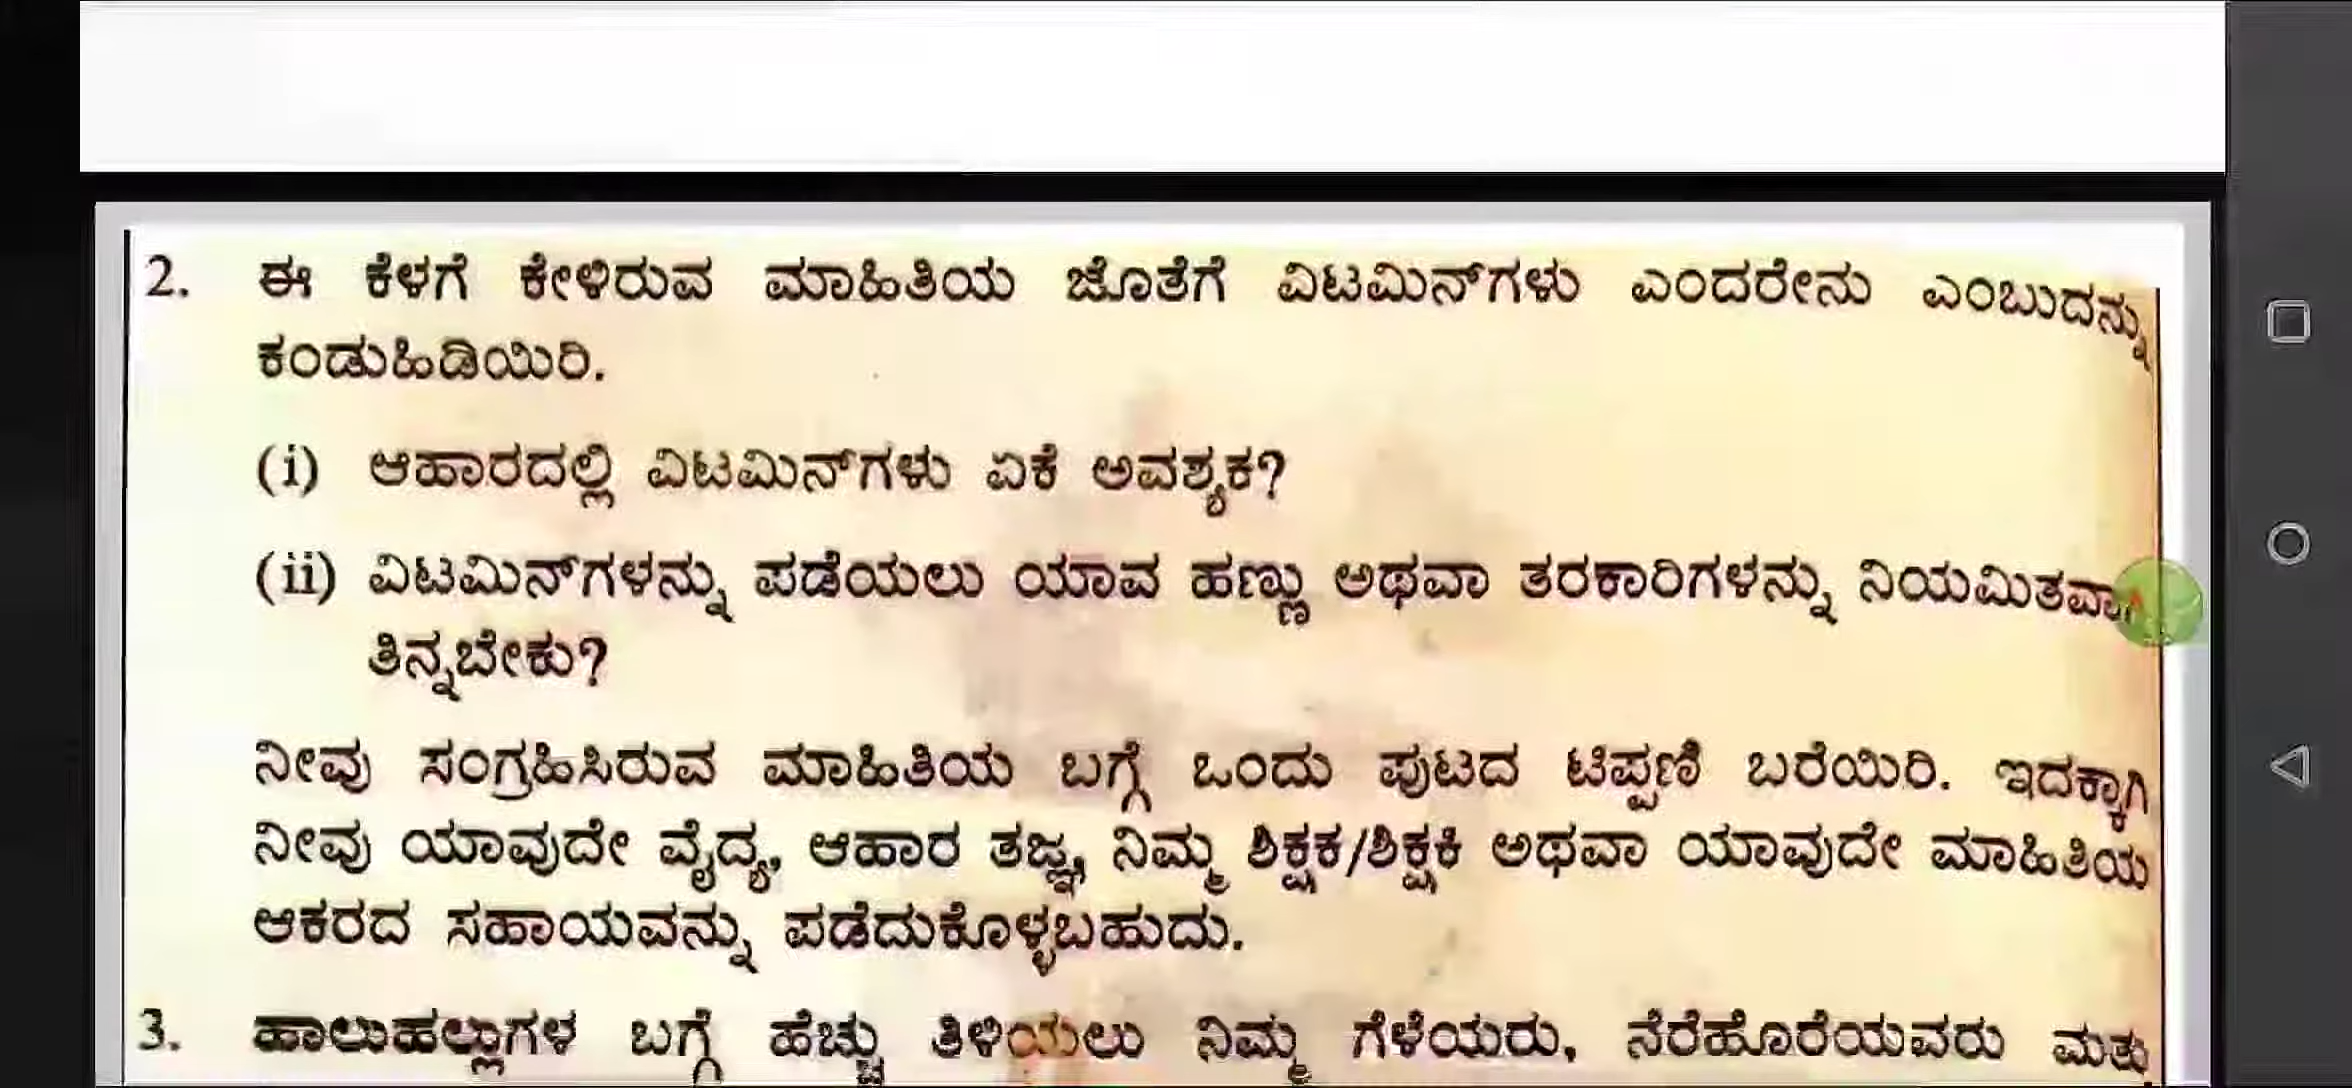 2. ಈ ಕೆಳಗೆ ಕೇಳಿರುವ ಮಾಹಿತಿಯ ಜೊತೆಗೆ ವಿಟಮಿನ್‌ಗಳು ಎಂದರೇನು ಎಂಬುದನ್ನು
ಕಂಡುಹಿಡಿಯಿರಿ.
(i) ಆಹಾರದಲ್ಲಿ ವಿಟಮಿನ್‌ಗಳು ಏಕೆ ಅವಶ್ಯಕ?
(ii) ವಿಟಮಿನ್‌ಗಳನ್ನು ಪಡೆಯಲು ಯಾವ ಹಣ್ಣು ಅಥವಾ ತರಕಾರಿಗಳನ್ನು ನಿಯಮಿತವಾಗಿ
ತಿನ್ನಬೇಕು?
ನೀವು ಸಂಗ್ರಹಿಸಿರುವ ಮಾಹಿತಿಯ ಬಗ್ಗೆ ಒಂದು ಪುಟದ ಟಿಪ್ಪಣಿ ಬರೆಯಿರಿ. ಇದಕ್ಕಾಗಿ
ನೀವು ಯಾವುದೇ ವೈದ್ಯ, ಆಹಾರ ತಜ್ಞ, ನಿಮ್ಮ ಶಿಕ್ಷಕ/ಶಿಕ್ಷಕಿ ಅಥವಾ ಯಾವುದೇ ಮಾಹಿತಿಯ
ಆಕರದ ಸಹಾಯವನ್ನು ಪಡೆದುಕೊಳ್ಳಬಹುದು.
3. ಹಾಲುಹಲ್ಲುಗಳ ಬಗ್ಗೆ ಹೆಚ್ಚು ತಿಳಿಯಲು ನಿಮ್ಮ ಗೆಳೆಯರು, ನೆರೆಹೊರೆಯವರು ಮತ್ತು